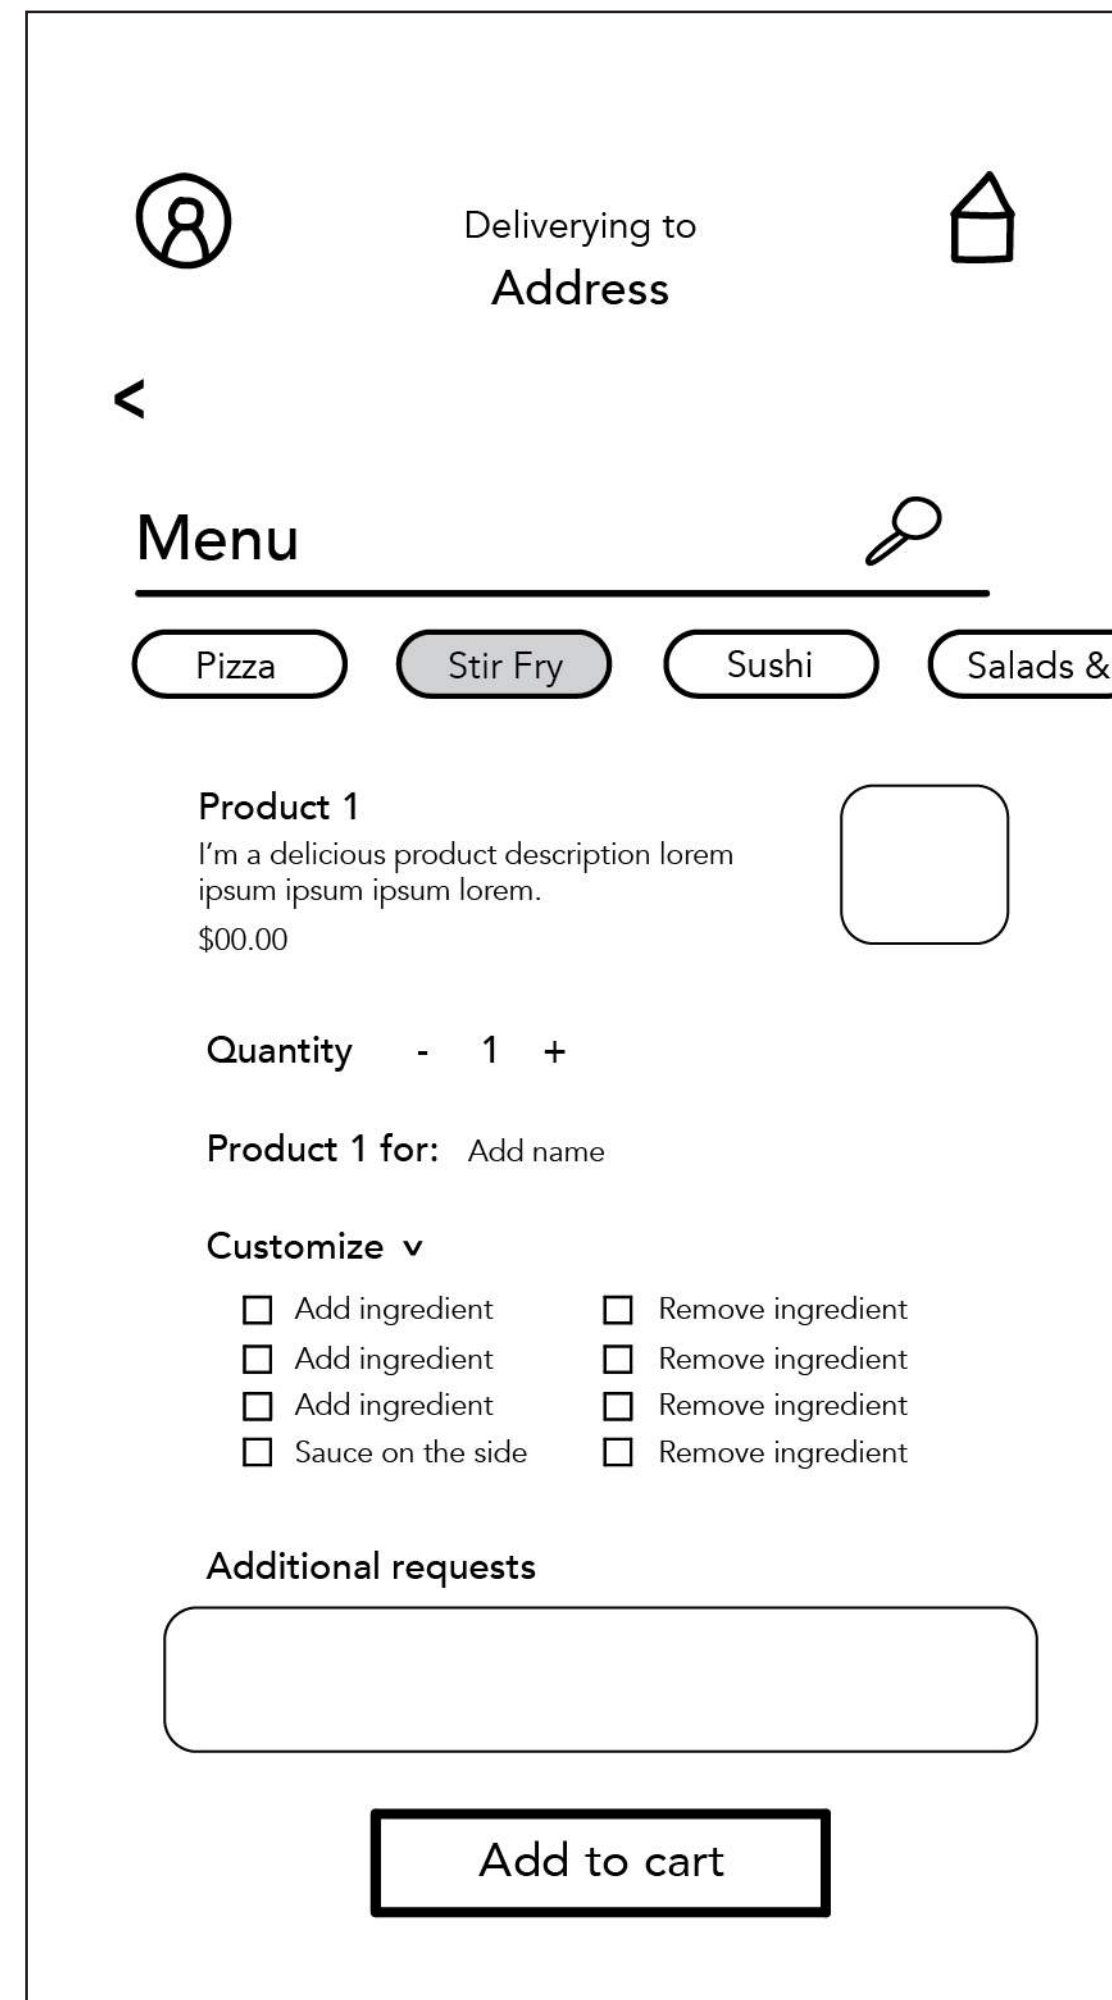 Deliverying to
Address
<
Menu
Pizza
Stir Fry
Sushi
Salads &
Product 1
I'm a delicious product description lorem
ipsum ipsum ipsum lorem.
$00.00
Quantity - 1 +
Product 1 for: Add name
Customize v
Add ingredient
Remove ingredient
Add ingredient
Remove ingredient
Add ingredient
Remove ingredient
Sauce on the side
Remove ingredient
Additional requests
Add to cart